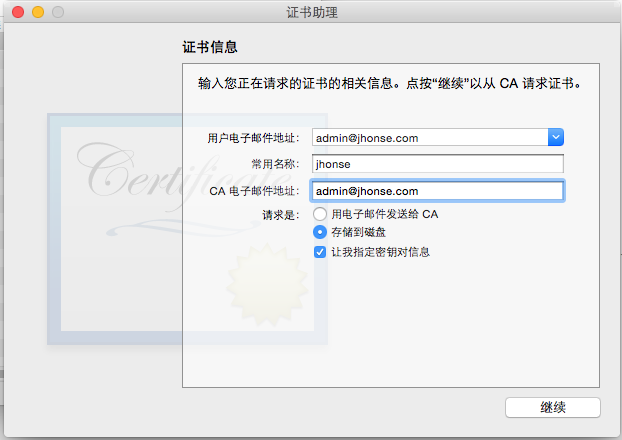 证书助理
证书信息
输入您正在请求的证书的相关信息。点按“继续”以从 CA 请求证书。
Certificate
用户电子邮件地址： admin@jhonse.com
常用名称： jhonse
CA 电子邮件地址： admin@jhonse.com
请求是： 用电子邮件发送给 CA
存储到磁盘
让我指定密钥对信息
继续